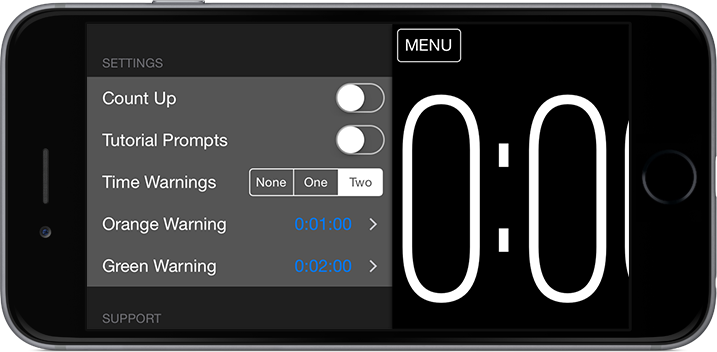 SETTINGS
MENU
Count Up
Tutorial Prompts
Time Warnings None One Two
Orange Warning 0:01:00 >
Green Warning 0:02:00 >
SUPPORT
0:0